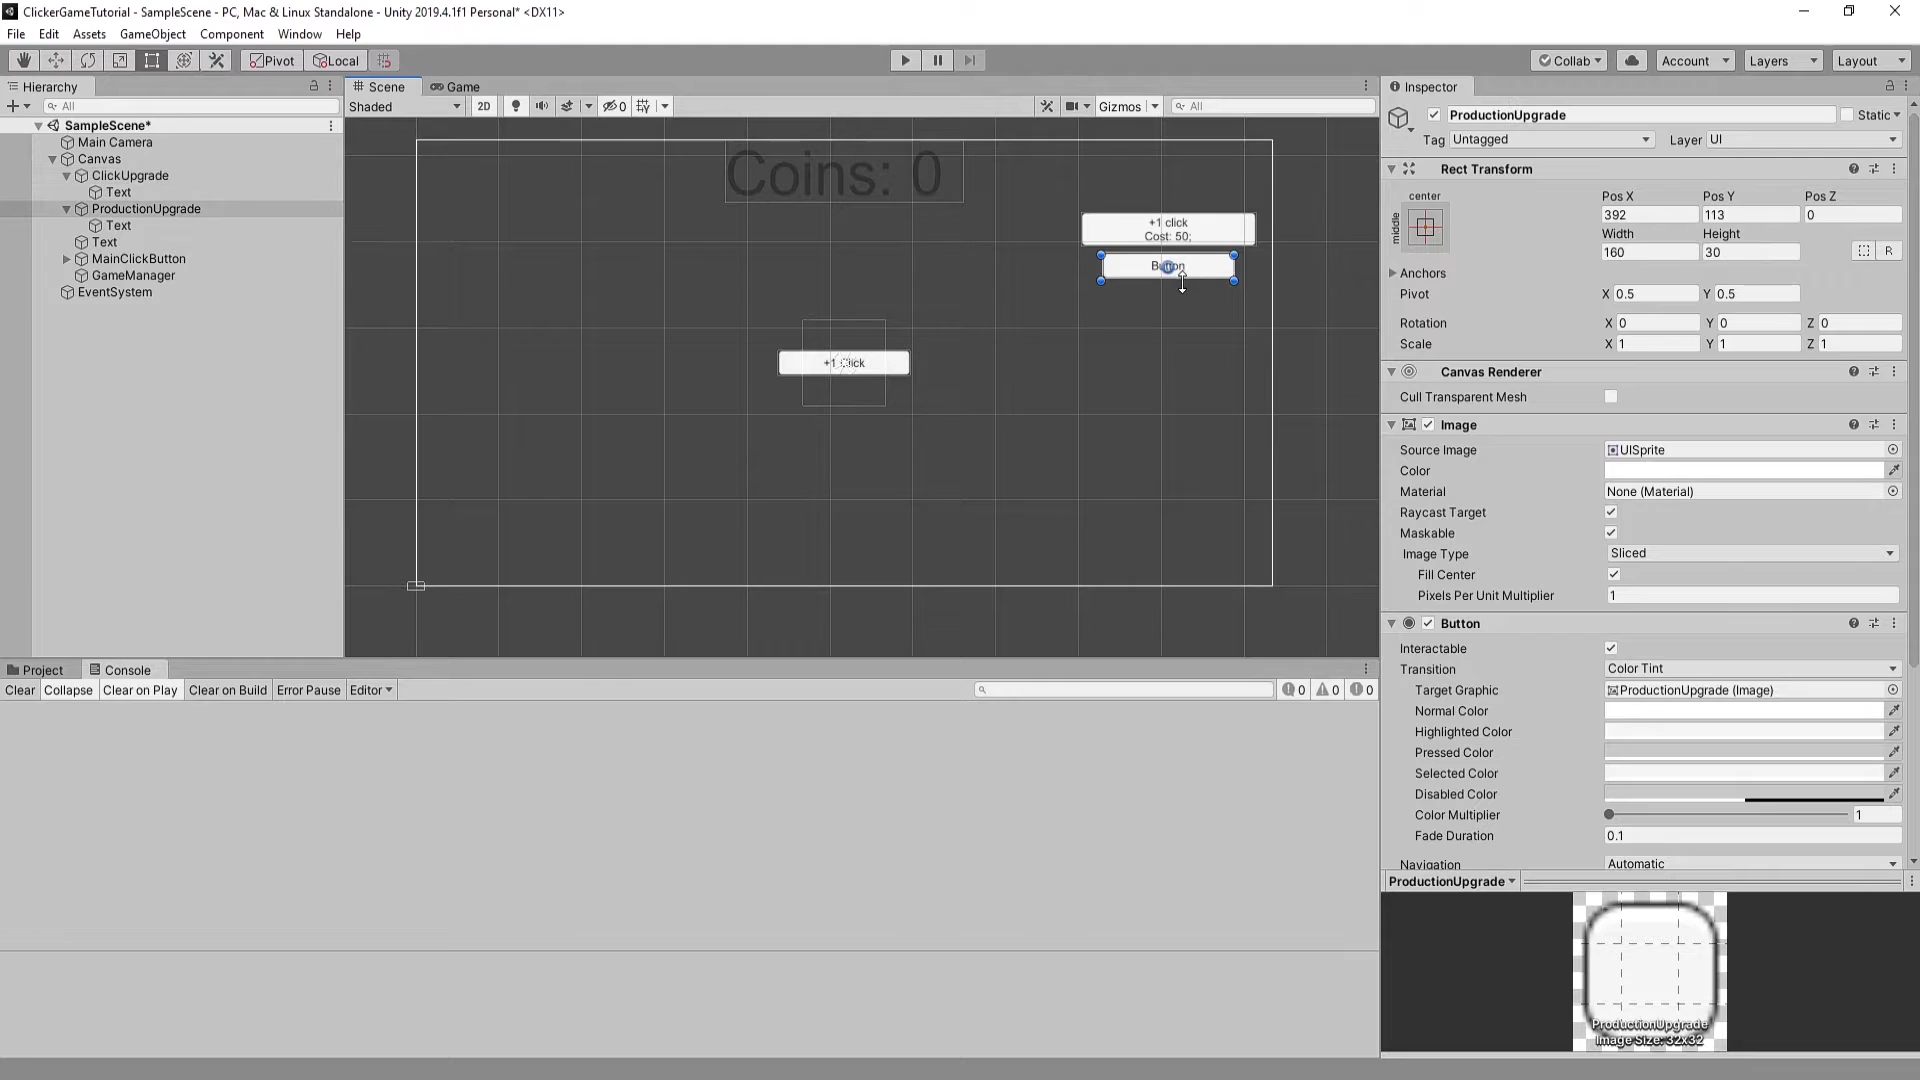 ClickerGameTutorial - SampleScene - PC, Mac & Linux Standalone - Unity 2019.4.1f1 Personal* <DX11>
File Edit Assets GameObject Component Window Help
Pivot Local Collab Account Layers Layout
Hierarchy
All
SampleScene*
Main Camera
Canvas
ClickUpgrade
Text
ProductionUpgrade
Text
Text
MainClickButton
GameManager
EventSystem
Scene Game
Shaded 2D 0 Gizmos All
Coins: 0
+1 click
Cost: 50;
Button
+1 Click
Project Console
Clear Collapse Clear on Play Clear on Build Error Pause Editor 0 0 0
Inspector
ProductionUpgrade Static
Tag Untagged Layer UI
Rect Transform
center
middle
Pos X Pos Y Pos Z
392 113 0
Width Height
160 30 R
Anchors
Pivot X 0.5 Y 0.5
Rotation X 0 Y 0 Z 0
Scale X 1 Y 1 Z 1
Canvas Renderer
Cull Transparent Mesh
Image
Source Image UISprite
Color
Material None (Material)
Raycast Target
Maskable
Image Type Sliced
Fill Center
Pixels Per Unit Multiplier 1
Button
Interactable
Transition Color Tint
Target Graphic ProductionUpgrade (Image)
Normal Color
Highlighted Color
Pressed Color
Selected Color
Disabled Color
Color Multiplier 1
Fade Duration 0.1
Navigation Automatic
ProductionUpgrade
ProductionUpgrade
Image Size: 32x32